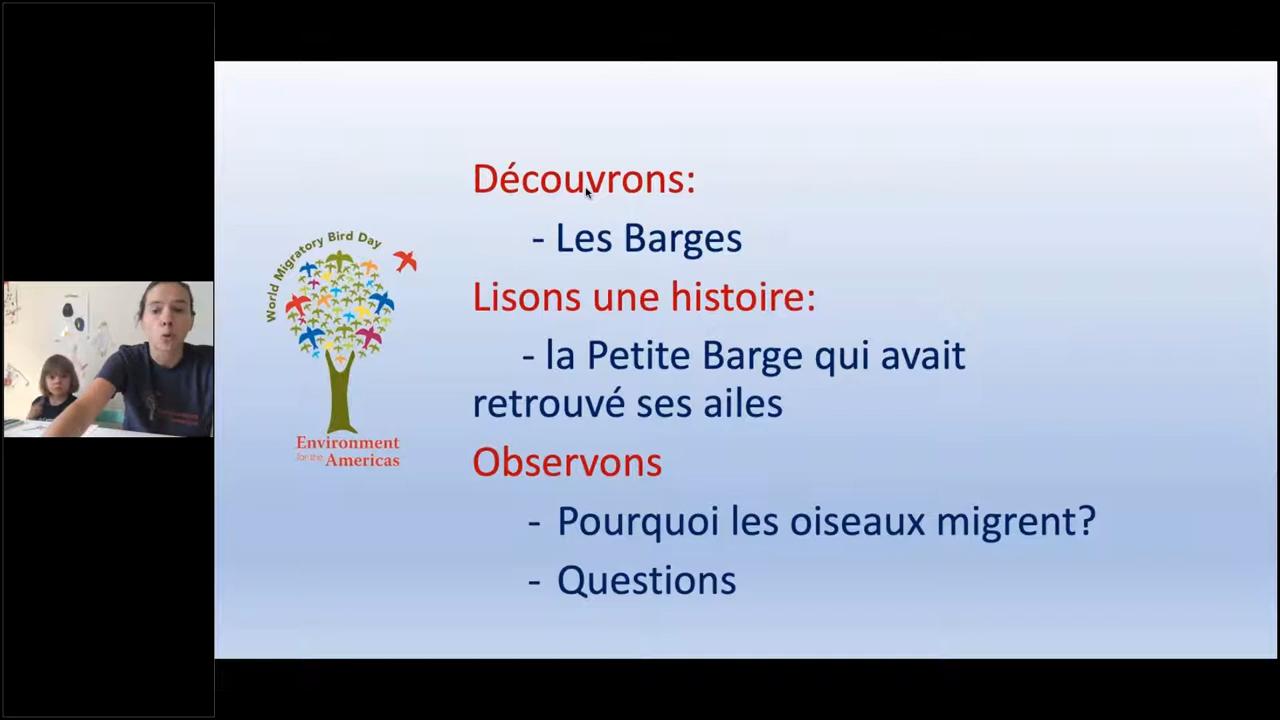 Découvrons:
- Les Barges
Lisons une histoire:
- la Petite Barge qui avait
retrouvé ses ailes
Observons
- Pourquoi les oiseaux migrent?
- Questions
World Migratory Bird Day
Environment
for the Americas